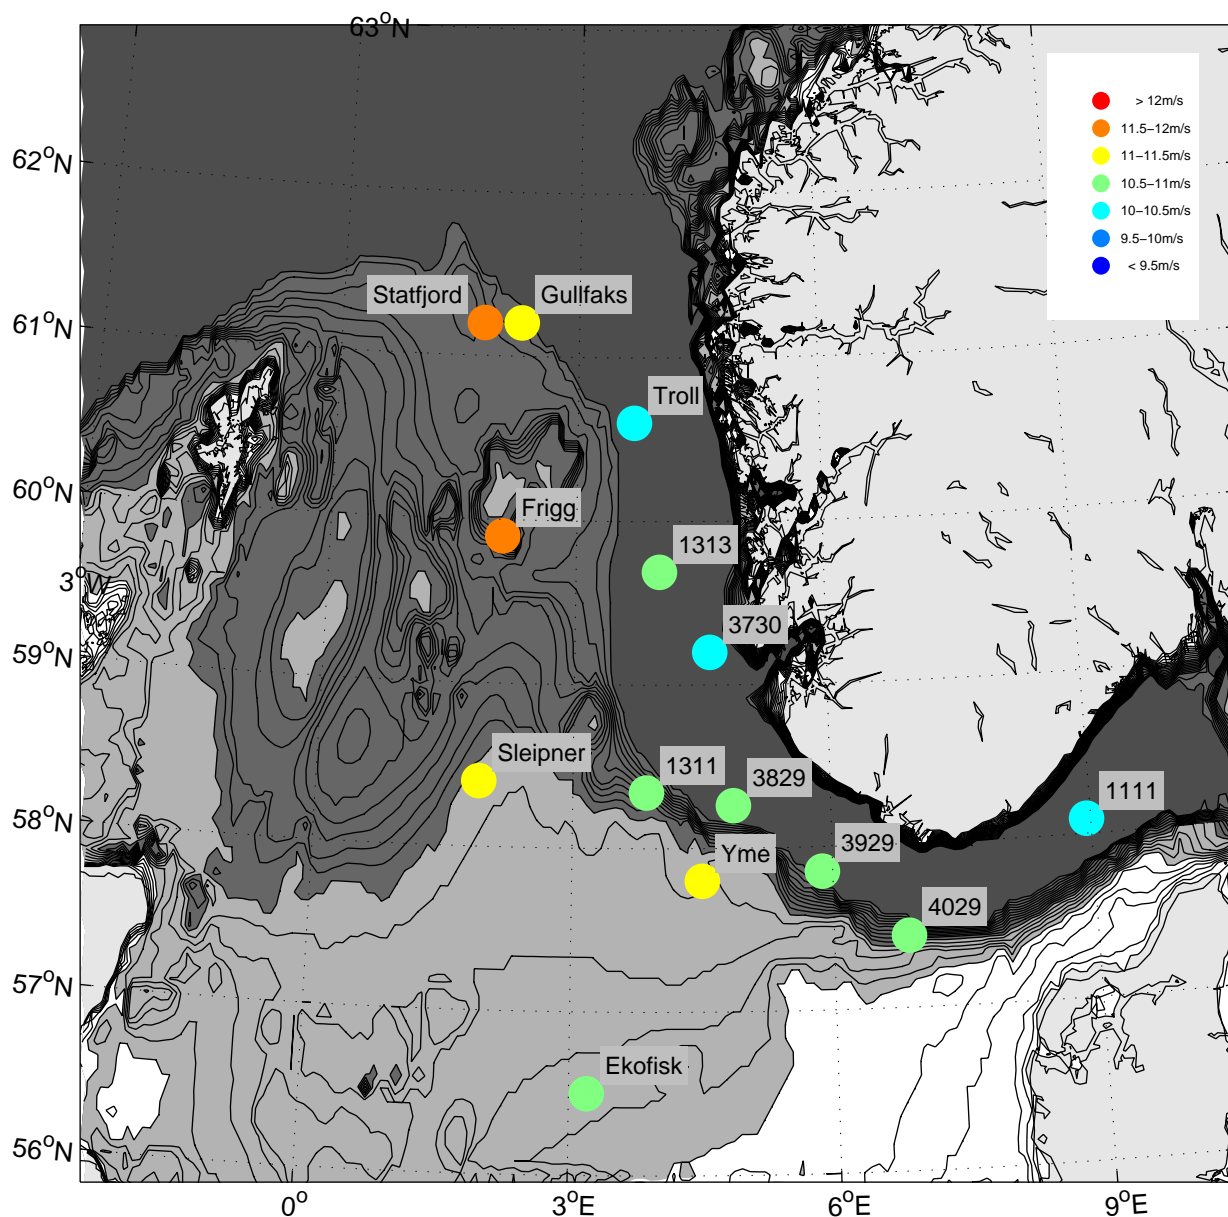 63°N
> 12m/s
11.5–12m/s
11–11.5m/s
10.5–11m/s
10–10.5m/s
9.5–10m/s
< 9.5m/s
62°N
Statfjord
Gullfaks
61°N
Troll
60°N
Frigg
1313
3°W
3730
59°N
Sleipner
1311
3829
1111
58°N
Yme
3929
4029
57°N
Ekofisk
56°N
0°
3°E
6°E
9°E